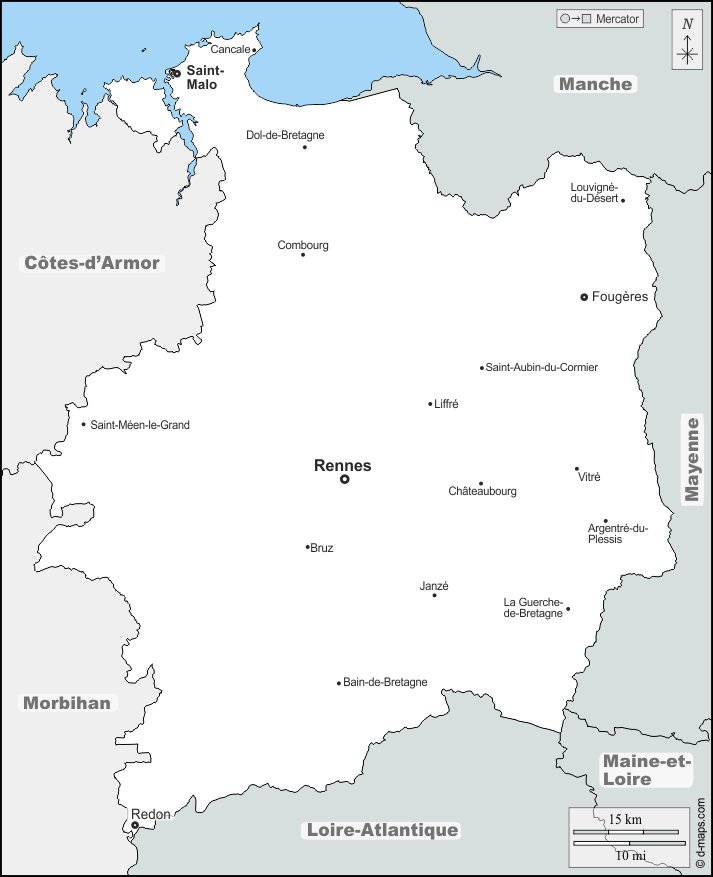 Mercator
N
Cancale
Saint-
Malo
Manche
Dol-de-Bretagne
Louvigné-
du-Désert
Combourg
Côtes-d'Armor
Fougères
Saint-Aubin-du-Cormier
Liffré
Saint-Méen-le-Grand
Mayenne
Rennes
Vitré
Châteaubourg
Argentré-du-
Plessis
Bruz
Janzé
La Guerche-
de-Bretagne
Bain-de-Bretagne
Morbihan
Maine-et-
Loire
Redon
Loire-Atlantique
15 km
10 mi
© d-maps.com